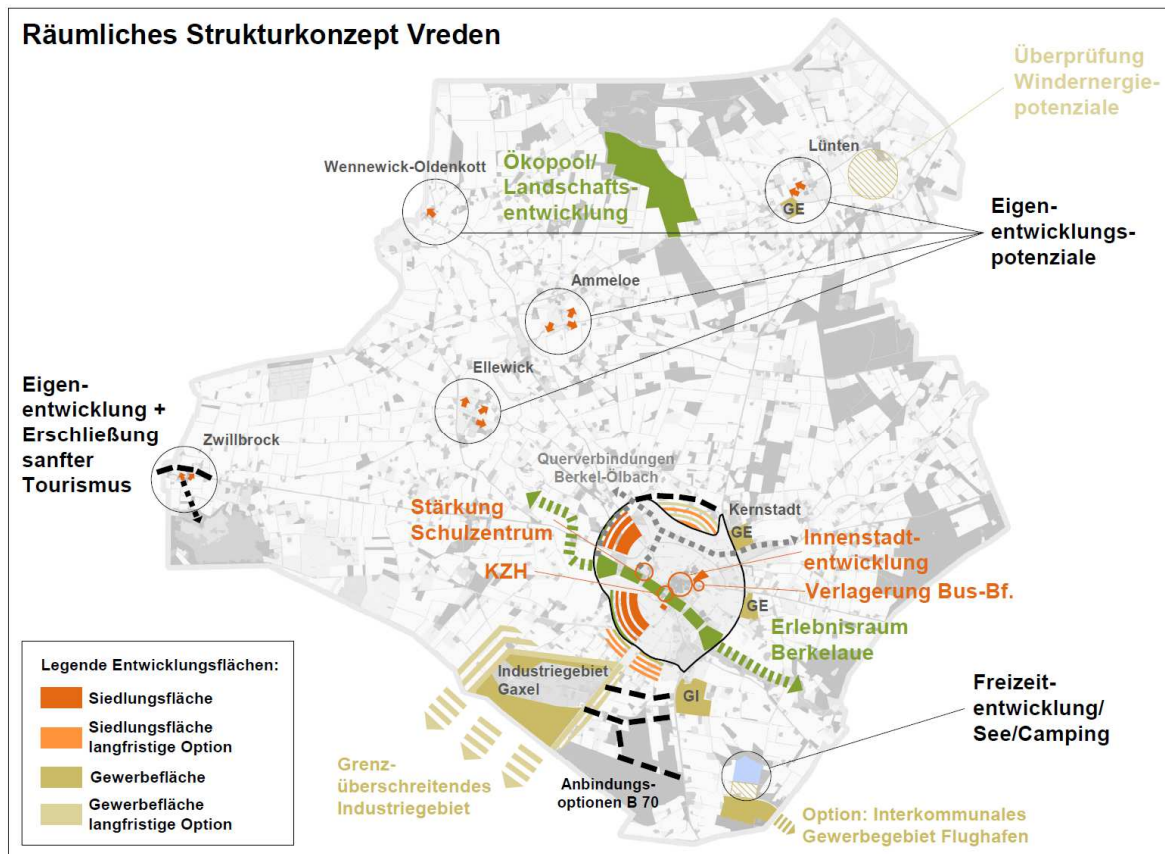 Räumliches Strukturkonzept Vreden
Überprüfung
Windernergie-
potenziale
Lünten
Wennewick-Oldenkott
Ökopool/
Landschafts-
entwicklung
GE
Eigen-
entwicklungs-
potenziale
Ammeloe
Ellewick
Eigen-
entwicklung +
Erschließung
sanfter
Tourismus
Zwillbrock
Querverbindungen
Berkel-Ölbach
Stärkung
Schulzentrum
Kernstadt
GE
Innenstadt-
entwicklung
KZH
Verlagerung Bus-Bf.
GE
Erlebnisraum
Berkelaue
Legende Entwicklungsflächen:
Siedlungsfläche
Siedlungsfläche
langfristige Option
Gewerbefläche
Gewerbefläche
langfristige Option
Industriegebiet
Gaxel
GI
Freizeit-
entwicklung/
See/Camping
Grenz-
überschreitendes
Industriegebiet
Anbindungs-
optionen B 70
Option: Interkommunales
Gewerbegebiet Flughafen